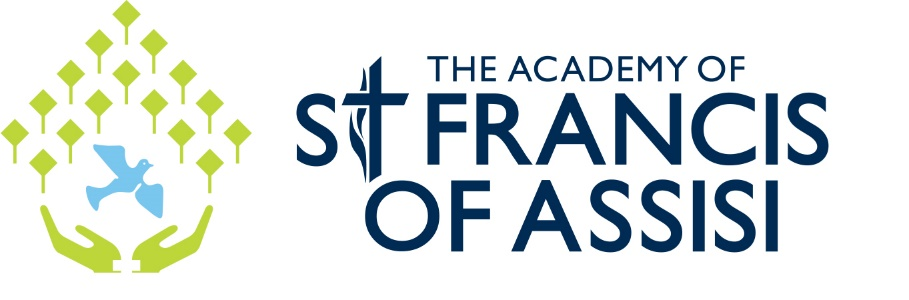 THE ACADEMY OF
St FRANCIS
OF ASSISI